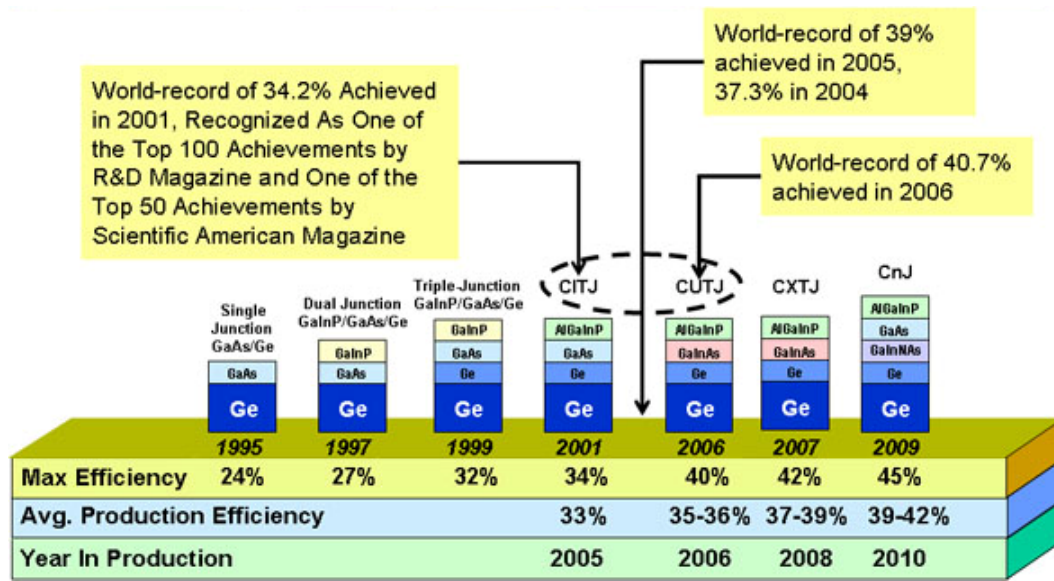 World-record of 39%
achieved in 2005,
37.3% in 2004
World-record of 34.2% Achieved
in 2001, Recognized As One of
the Top 100 Achievements by
R&D Magazine and One of the
Top 50 Achievements by
Scientific American Magazine
World-record of 40.7%
achieved in 2006
Single
Junction
GaAs/Ge
GaAs
Ge
Dual Junction
GaInP/GaAs/Ge
GaInP
GaAs
Ge
Triple-Junction
GaInP/GaAs/Ge
GaInP
GaAs
Ge
Ge
CITJ
AlGaInP
GaAs
Ge
Ge
CUTJ
AlGaInP
GaInAs
Ge
Ge
CXTJ
AlGaInP
GaInAs
Ge
Ge
CnJ
AlGaInP
GaAs
GaInNAs
Ge
Ge
1995 1997 1999 2001 2006 2007 2009
Max Efficiency 24% 27% 32% 34% 40% 42% 45%
Avg. Production Efficiency 33% 35-36% 37-39% 39-42%
Year In Production 2005 2006 2008 2010